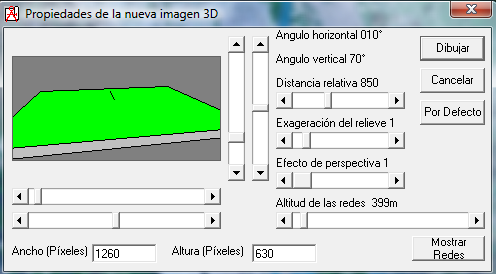 Propiedades de la nueva imagen 3D
Angulo horizontal 010°
Angulo vertical 70°
Distancia relativa 850
Exageración del relieve 1
Efecto de perspectiva 1
Altitud de las redes 399m
Dibujar
Cancelar
Por Defecto
Mostrar
Redes
Ancho (Píxeles) 1260
Altura (Píxeles) 630